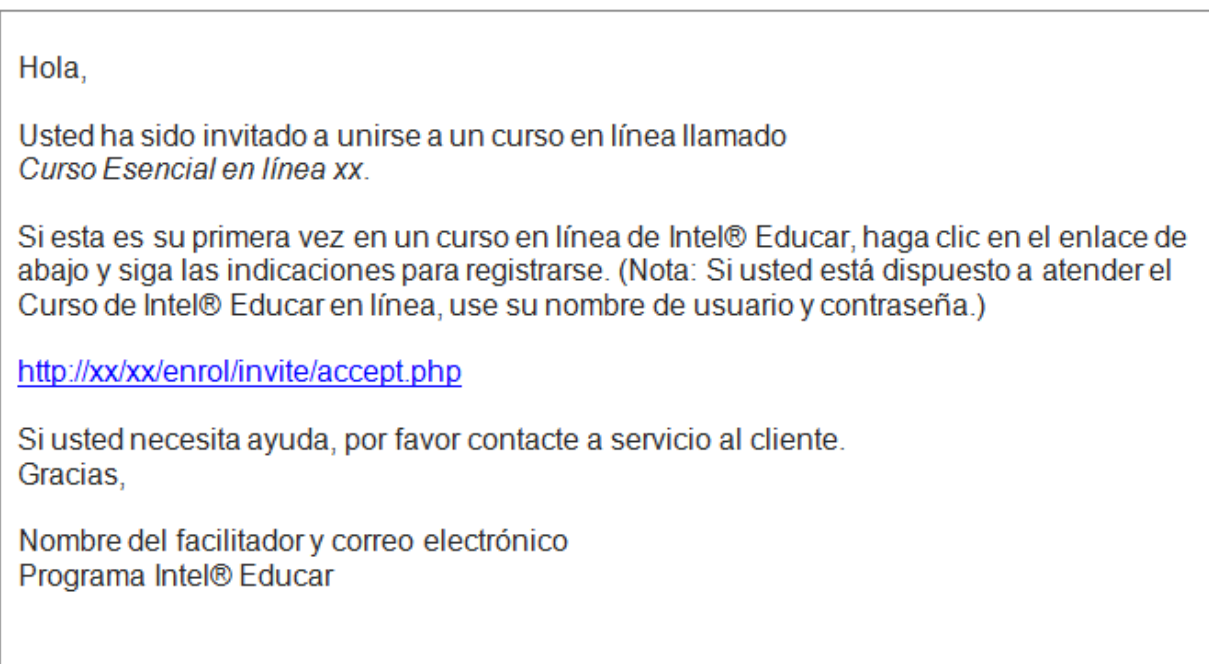 Hola,
Usted ha sido invitado a unirse a un curso en línea llamado
Curso Esencial en línea xx.
Si esta es su primera vez en un curso en línea de Intel® Educar, haga clic en el enlace de
abajo y siga las indicaciones para registrarse. (Nota: Si usted está dispuesto a atender el
Curso de Intel® Educar en línea, use su nombre de usuario y contraseña.)
http://xx/xx/enrol/invite/accept.php
Si usted necesita ayuda, por favor contacte a servicio al cliente.
Gracias,
Nombre del facilitador y correo electrónico
Programa Intel® Educar